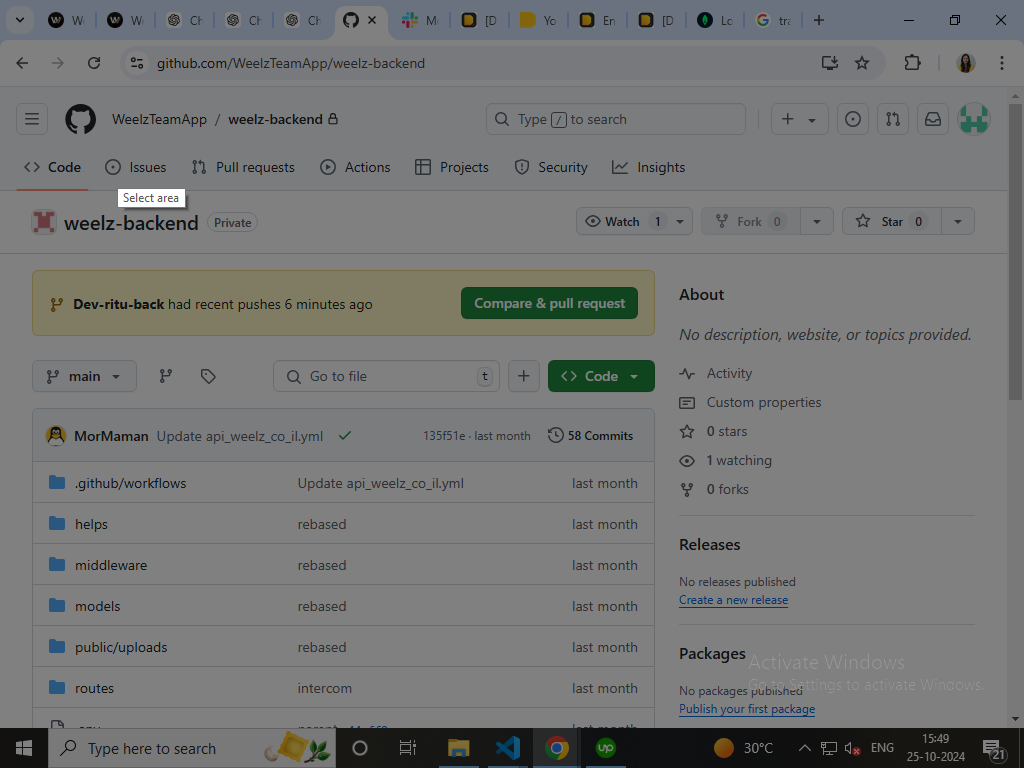 W
W
Ch
Ch
Ch
M
[D
Yo
En
[D
Lo
tra
github.com/WeelzTeamApp/weelz-backend
WeelzTeamApp / weelz-backend
Type / to search
Code
Issues
Pull requests
Actions
Projects
Security
Insights
Select area
weelz-backend Private
Watch 1
Fork 0
Star 0
Dev-ritu-back had recent pushes 6 minutes ago
Compare & pull request
main
Go to file t
Code
MorMaman Update api_weelz_co_il.yml
135f51e · last month
58 Commits
.github/workflows Update api_weelz_co_il.yml last month
helps rebased last month
middleware rebased last month
models rebased last month
public/uploads rebased last month
routes intercom last month
About
No description, website, or topics provided.
Activity
Custom properties
0 stars
1 watching
0 forks
Releases
No releases published
Create a new release
Packages
No packages published
Publish your first package
Activate Windows
Go to Settings to activate Windows.
Type here to search
up
30°C
ENG
15:49
25-10-2024
21